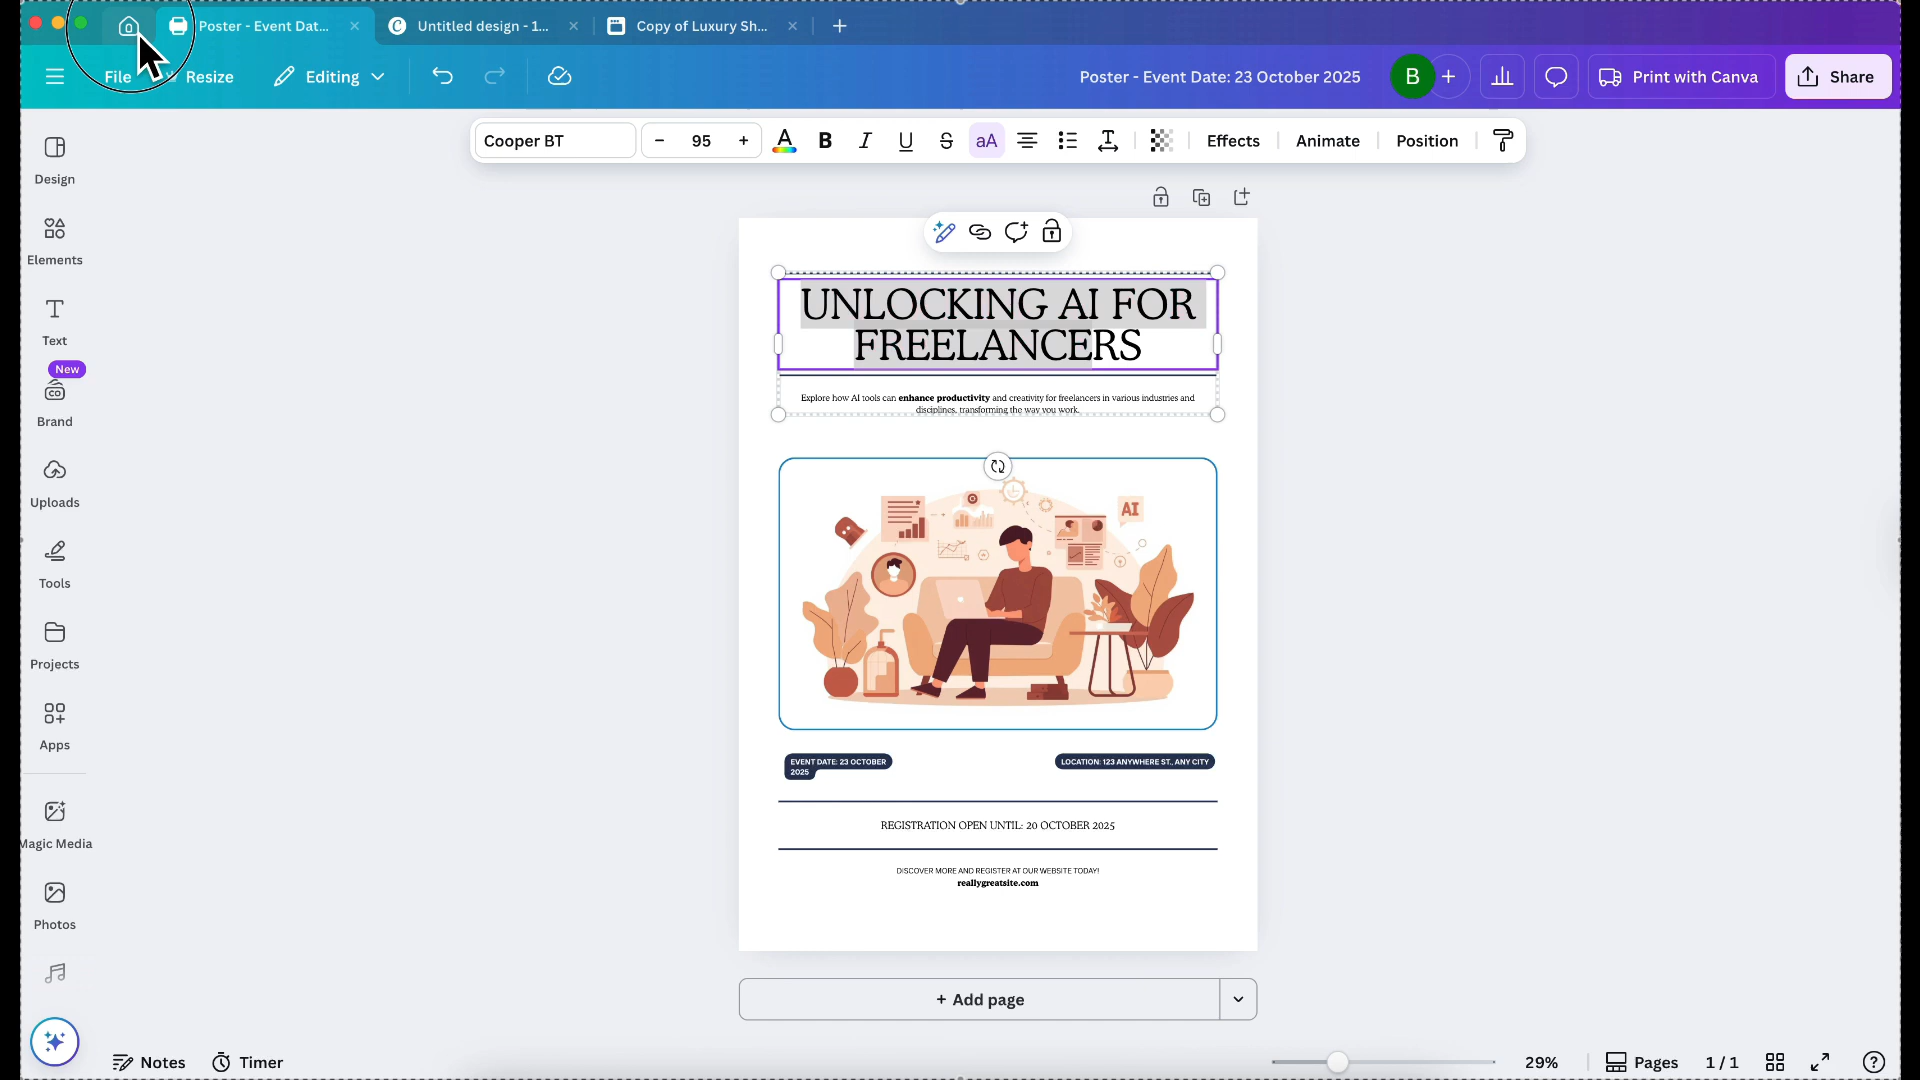 Poster - Event Dat...
Untitled design - 1...
Copy of Luxury Sh...
File
Resize
Editing
Poster - Event Date: 23 October 2025
B
Print with Canva
Share
Cooper BT
- 95 +
A
B
I
U
S
aA
T
Effects
Animate
Position
Design
Elements
Text
New
Brand
Uploads
Tools
Projects
Apps
Magic Media
Photos
UNLOCKING AI FOR
FREELANCERS
Explore how AI tools can enhance productivity and creativity for freelancers in various industries and
disciplines, transforming the way you work.
AI
EVENT DATE: 23 OCTOBER
2025
LOCATION: 123 ANYWHERE ST., ANY CITY
REGISTRATION OPEN UNTIL: 20 OCTOBER 2025
DISCOVER MORE AND REGISTER AT OUR WEBSITE TODAY!
reallygreatsite.com
+ Add page
Notes
Timer
29%
Pages
1 / 1